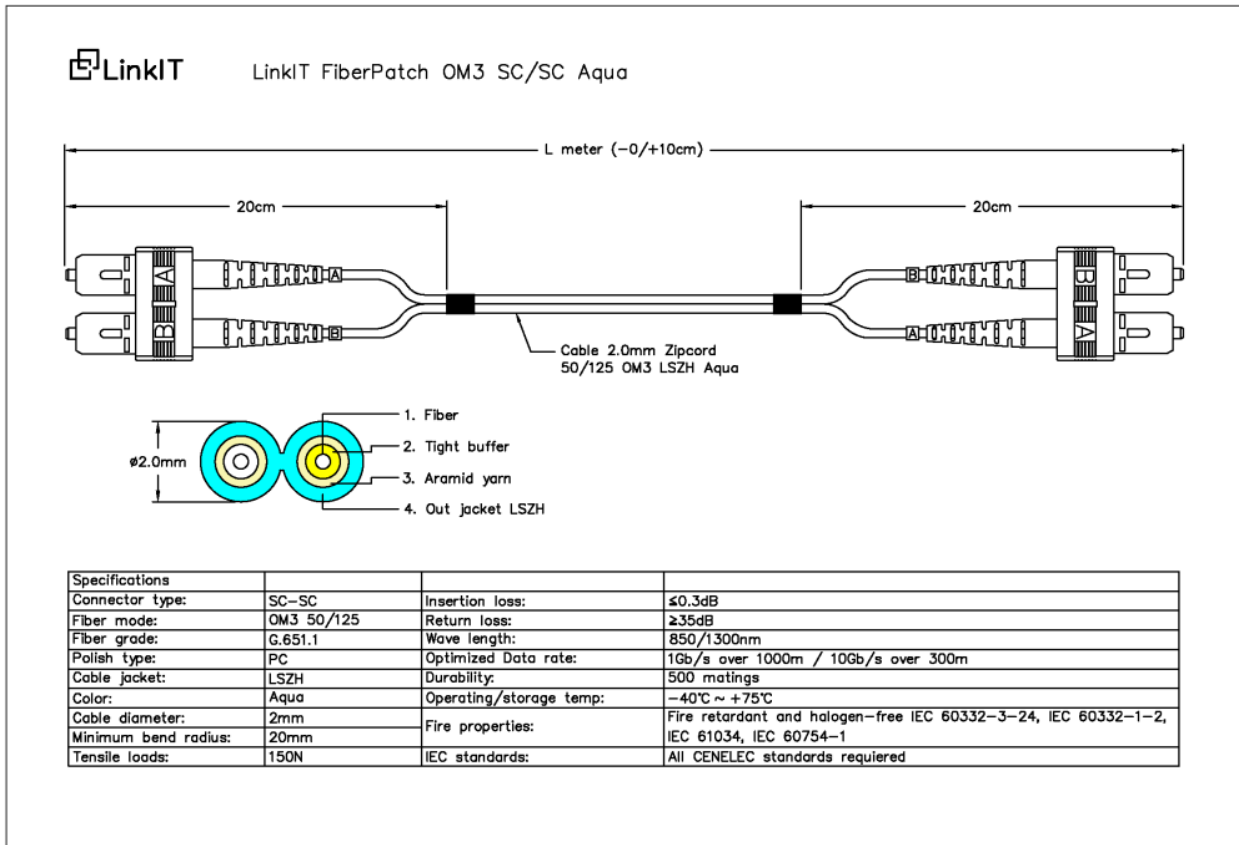 LinkIT
LinkIT FiberPatch OM3 SC/SC Aqua
L meter (-0/+10cm)
20cm
20cm
A
A
B
B
B
B
A
A
Cable 2.0mm Zipcord
50/125 OM3 LSZH Aqua
ø2.0mm
1. Fiber
2. Tight buffer
3. Aramid yarn
4. Out jacket LSZH
Specifications
Connector type: SC-SC Insertion loss: ≤0.3dB
Fiber mode: OM3 50/125 Return loss: ≥35dB
Fiber grade: G.651.1 Wave length: 850/1300nm
Polish type: PC Optimized Data rate: 1Gb/s over 1000m / 10Gb/s over 300m
Cable jacket: LSZH Durability: 500 matings
Color: Aqua Operating/storage temp: -40℃ ~ +75℃
Cable diameter: 2mm Fire properties: Fire retardant and halogen-free IEC 60332-3-24, IEC 60332-1-2,
Minimum bend radius: 20mm IEC 61034, IEC 60754-1
Tensile loads: 150N IEC standards: All CENELEC standards requiered